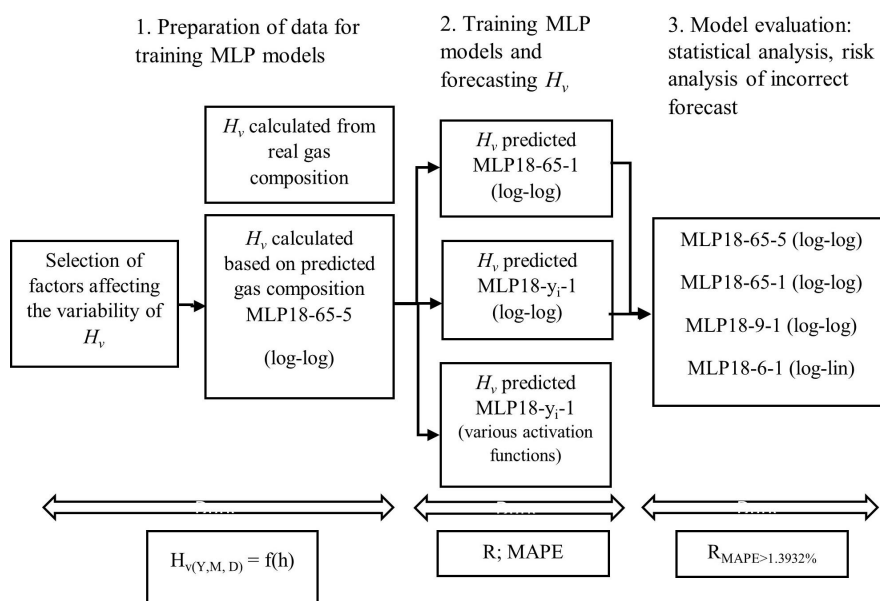 1. Preparation of data for
training MLP models
2. Training MLP
models and
forecasting Hv
3. Model evaluation:
statistical analysis, risk
analysis of incorrect
forecast
Hv calculated from
real gas
composition
Hv predicted
MLP18-65-1
(log-log)
Selection of
factors affecting
the variability of
Hv
Hv calculated
based on predicted
gas composition
MLP18-65-5
(log-log)
Hv predicted
MLP18-yi-1
(log-log)
Hv predicted
MLP18-yi-1
(various activation
functions)
MLP18-65-5 (log-log)
MLP18-65-1 (log-log)
MLP18-9-1 (log-log)
MLP18-6-1 (log-lin)
Hv(Y,M, D) = f(h)
R; MAPE
RMAPE>1.3932%